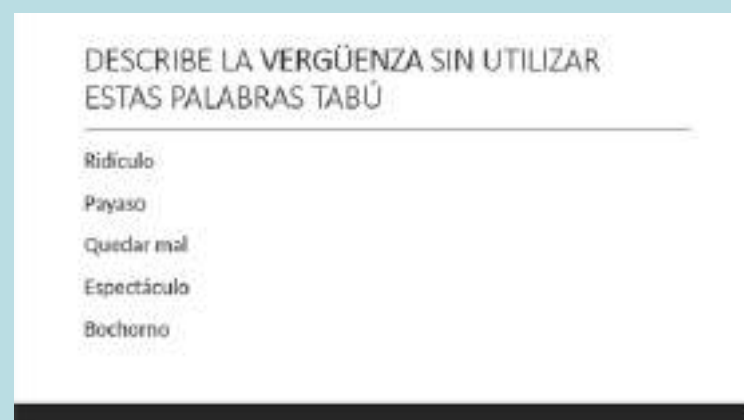 DESCRIBE LA VERGÜENZA SIN UTILIZAR
ESTAS PALABRAS TABÚ
Ridículo
Payaso
Quedar mal
Espectáculo
Bochorno